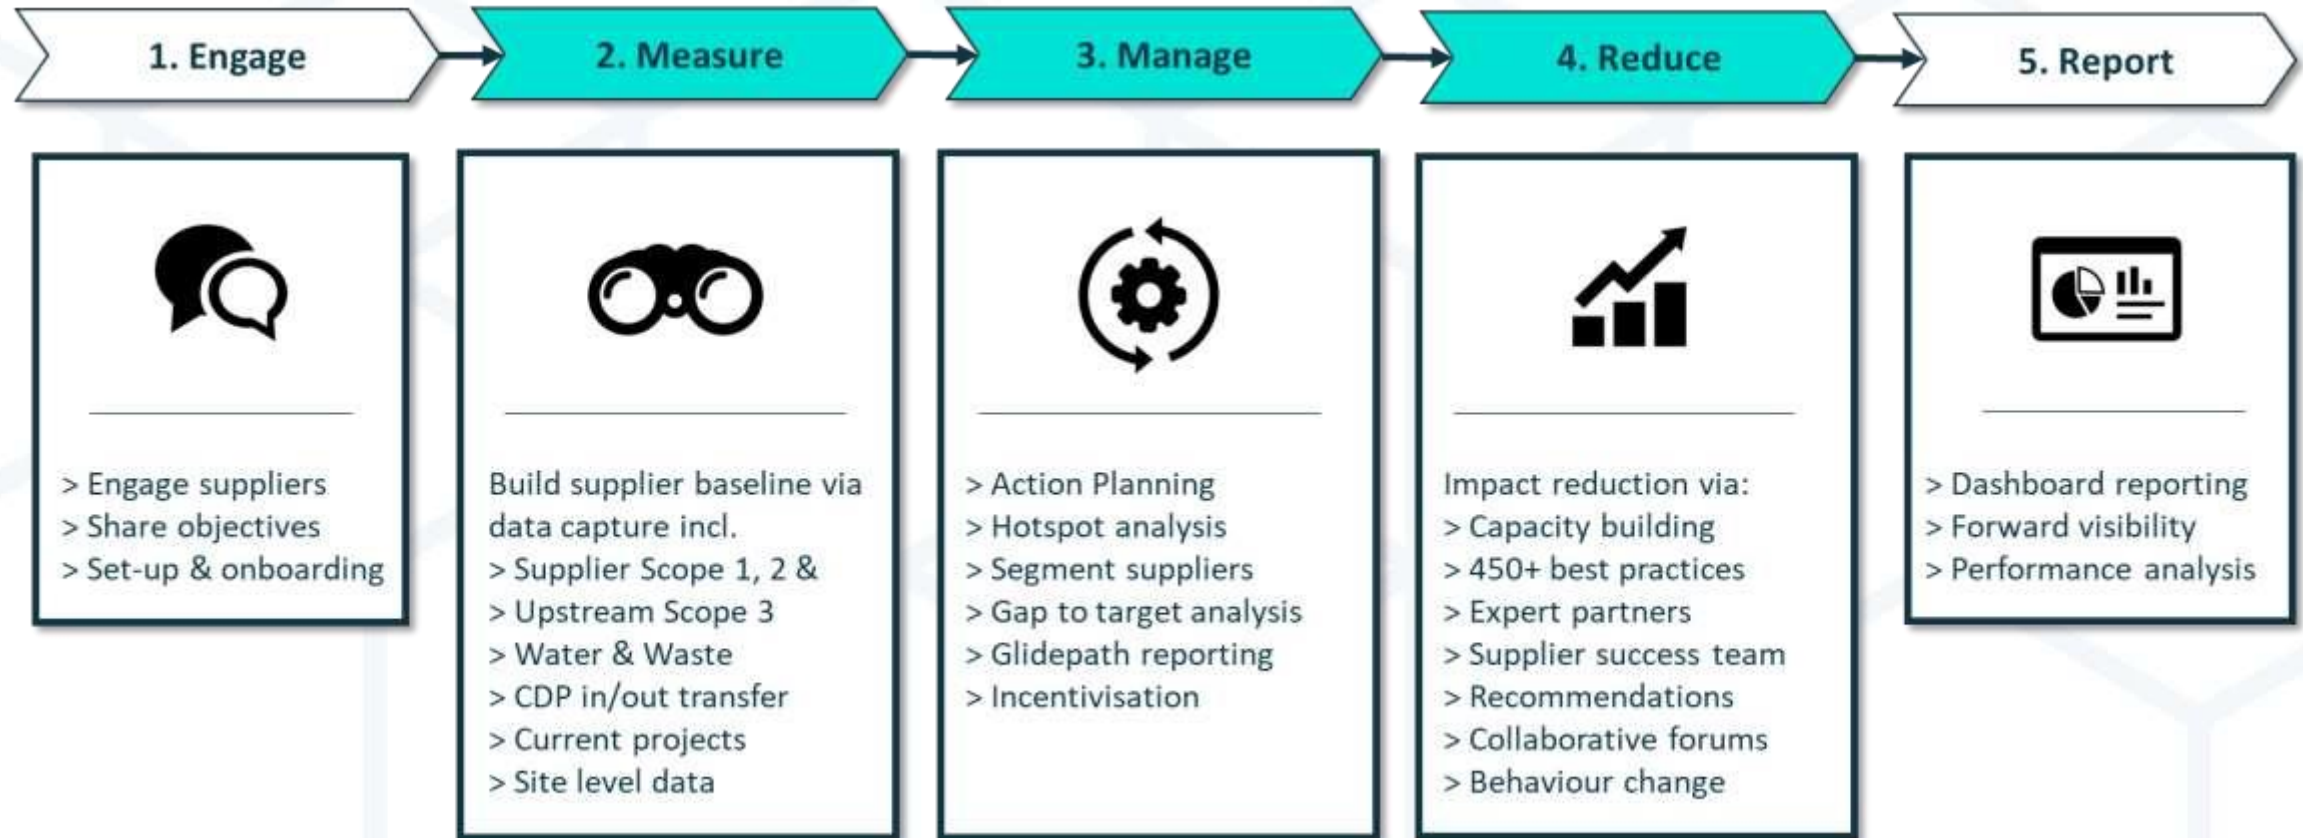 1. Engage
2. Measure
3. Manage
4. Reduce
5. Report
> Engage suppliers
> Share objectives
> Set-up & onboarding
Build supplier baseline via
data capture incl.
> Supplier Scope 1, 2 &
> Upstream Scope 3
> Water & Waste
> CDP in/out transfer
> Current projects
> Site level data
> Action Planning
> Hotspot analysis
> Segment suppliers
> Gap to target analysis
> Glidepath reporting
> Incentivisation
Impact reduction via:
> Capacity building
> 450+ best practices
> Expert partners
> Supplier success team
> Recommendations
> Collaborative forums
> Behaviour change
> Dashboard reporting
> Forward visibility
> Performance analysis